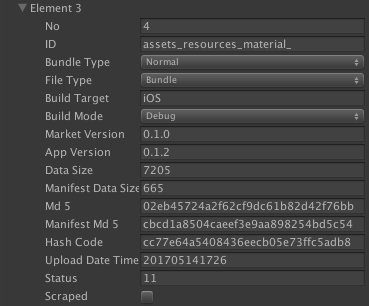 Element 3
No 4
ID assets_resources_material_
Bundle Type Normal
File Type Bundle
Build Target iOS
Build Mode Debug
Market Version 0.1.0
App Version 0.1.2
Data Size 7205
Manifest Data Size 665
Md 5 02eb45724a2f62cf9dc61b82d42f76bb
Manifest Md 5 cbcd1a8504caeef3e9aa898254bd5c54
Hash Code cc77e64a5408436eecb05e73ffc5adb8
Upload Date Time 201705141726
Status 11
Scraped